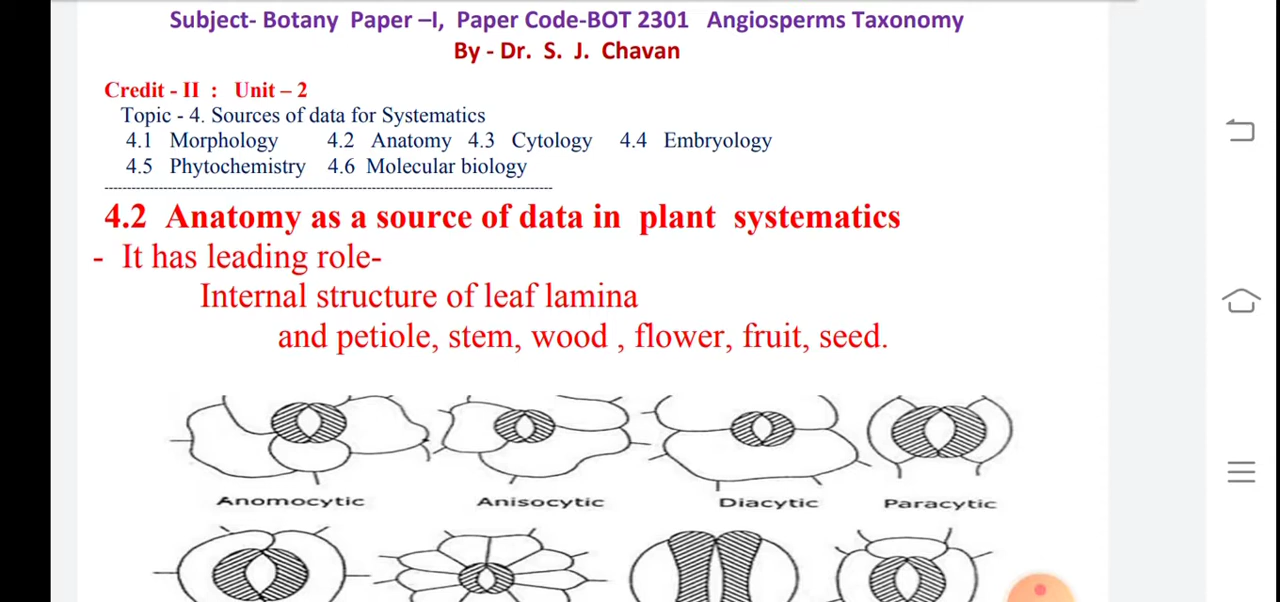 Subject- Botany Paper –I, Paper Code-BOT 2301 Angiosperms Taxonomy
By - Dr. S. J. Chavan
Credit - II : Unit – 2
Topic - 4. Sources of data for Systematics
4.1 Morphology 4.2 Anatomy 4.3 Cytology 4.4 Embryology
4.5 Phytochemistry 4.6 Molecular biology
4.2 Anatomy as a source of data in plant systematics
- It has leading role-
Internal structure of leaf lamina
and petiole, stem, wood , flower, fruit, seed.
Anomocytic Anisocytic Diacytic Paracytic